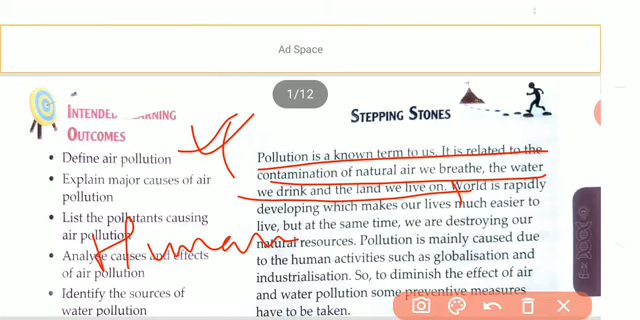 Ad Space
1/12
INTENDED LEARNING
OUTCOMES
• Define air pollution
• Explain major causes of air
pollution
• List the pollutants causing
air pollution
• Analyse causes and effects
of air pollution
• Identify the sources of
water pollution
Human
STEPPING STONES
Pollution is a known term to us. It is related to the
contamination of natural air we breathe, the water
we drink and the land we live on. World is rapidly
developing which makes our lives much easier to
live, but at the same time, we are destroying our
natural resources. Pollution is mainly caused due
to the human activities such as globalisation and
industrialisation. So, to diminish the effect of air
and water pollution some preventive measures
have to be taken.